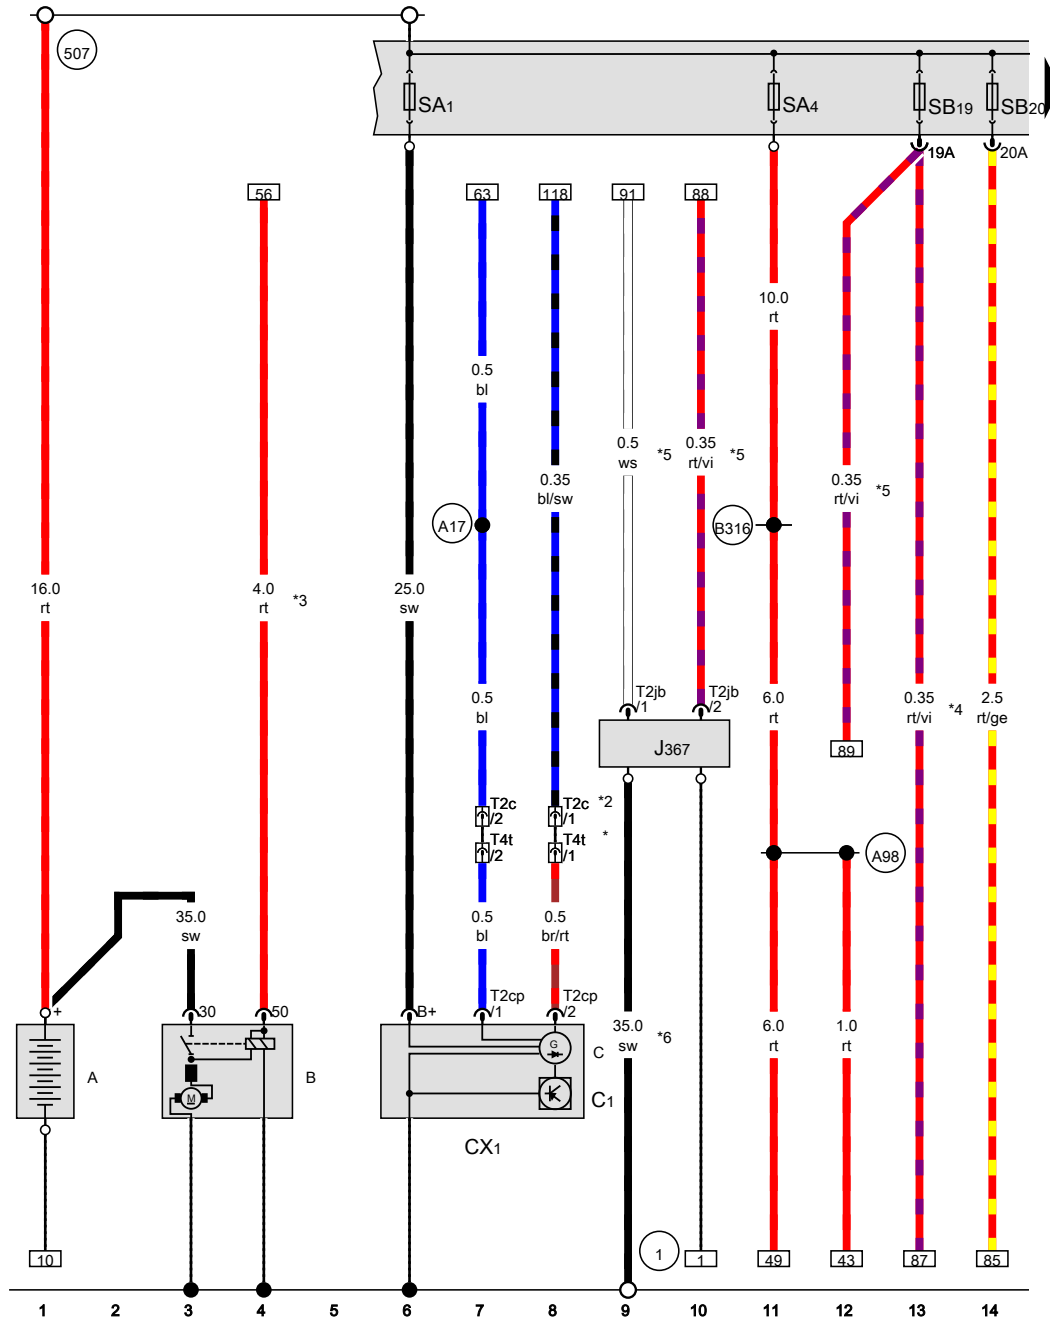 507
SA1
SA4
SB19
SB20
19A
20A
56
63
118
91
88
10.0
rt
0.5
bl
0.5
ws
*5
0.35
rt/vi
*5
0.35
bl/sw
0.35
rt/vi
*5
A17
B316
16.0
rt
4.0
rt
*3
25.0
sw
0.5
bl
T2jb
/1
T2jb
/2
6.0
rt
0.35
rt/vi
*4
2.5
rt/ge
J367
89
T2c
/2
T2c
/1
*2
T4t
/2
T4t
/1
*
A98
35.0
sw
0.5
bl
0.5
br/rt
+
30
50
B+
T2cp
/1
T2cp
/2
35.0
sw
*6
6.0
rt
1.0
rt
A
B
M
G
C
C1
CX1
10
1
1
49
43
87
85
1 2 3 4 5 6 7 8 9 10 11 12 13 14